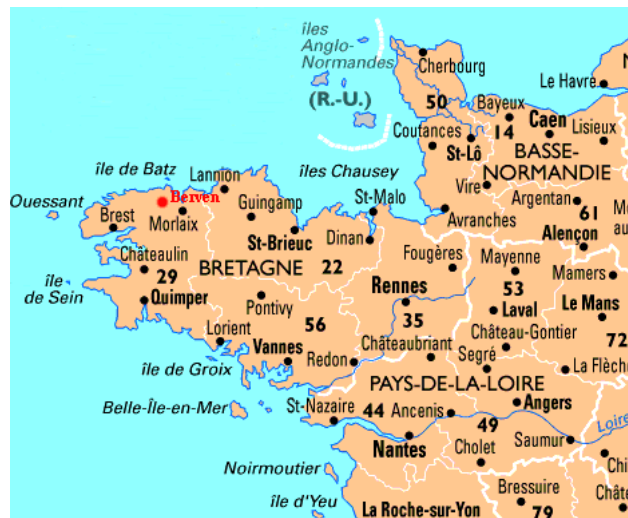 îles
Anglo-
Normandes
(R.-U.)
Cherbourg
Le Havre
50
Bayeux
14
Caen
Lisieux
Coutances
St-Lô
BASSE-
NORMANDIE
île de Batz
Lannion
îles Chausey
Vire
Ouessant
Berven
Guingamp
St-Malo
Argentan
61
Brest
Morlaix
St-Brieuc
Dinan
Avranches
Alençon
Châteaulin
29
BRETAGNE
22
Fougères
Mayenne
53
Mamers
île
de Sein
Quimper
Pontivy
Rennes
35
Laval
Le Mans
72
Lorient
56
Vannes
Redon
Châteaubriant
Château-Gontier
Segré
La Flèche
île de Groix
PAYS-DE-LA-LOIRE
Belle-Île-en-Mer
St-Nazaire
44
Ancenis
49
Angers
Loire
Nantes
Cholet
Saumur
Noirmoutier
Bressuire
île d'Yeu
La Roche-sur-Yon
79